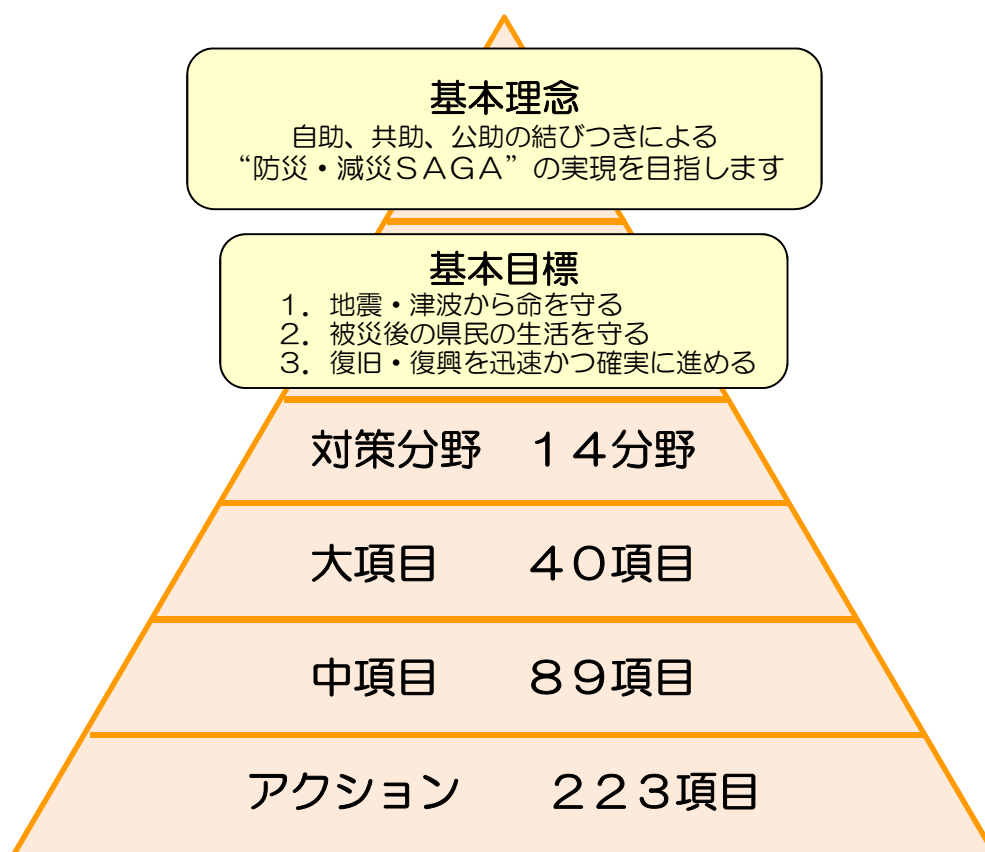 基本理念
自助、共助、公助の結びつきによる
“防災・減災ＳＡＧＡ”の実現を目指します
基本目標
１．地震・津波から命を守る
２．被災後の県民の生活を守る
３．復旧・復興を迅速かつ確実に進める
対策分野　１４分野
大項目　　４０項目
中項目　　８９項目
アクション　　２２３項目